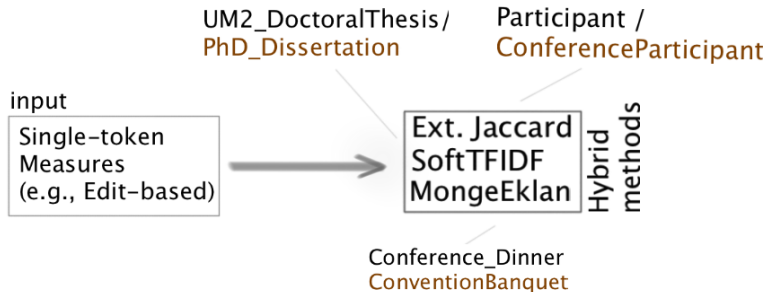 UM2_DoctoralThesis/
PhD_Dissertation
Participant /
ConferenceParticipant
input
Single-token
Measures
(e.g., Edit-based)
Ext. Jaccard
SoftTFIDF
MongeEklan
Hybrid
methods
Conference_Dinner
ConventionBanquet